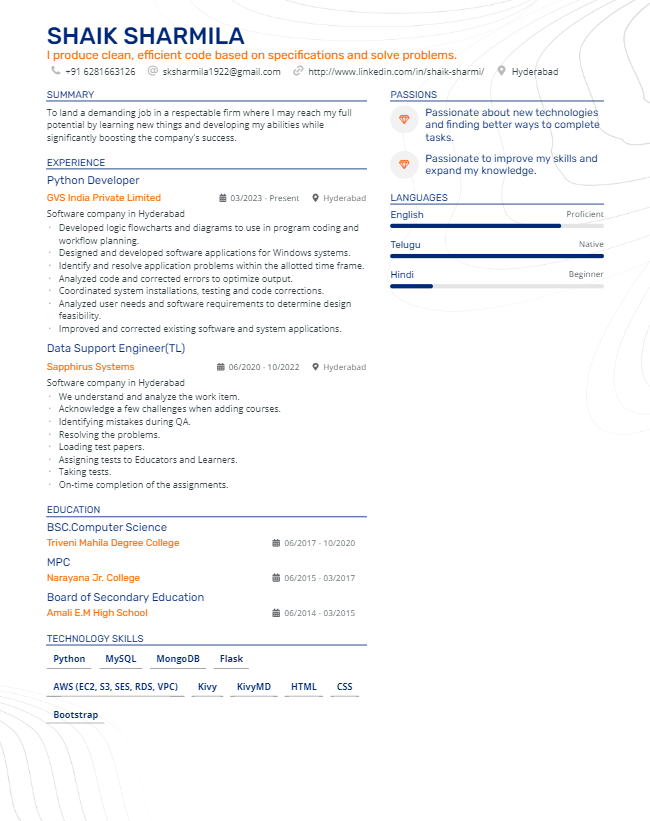 SHAIK SHARMILA
I produce clean, efficient code based on specifications and solve problems.
+91 6281663126 sksharmila1922@gmail.com http://www.linkedin.com/in/shaik-sharmi/ Hyderabad
SUMMARY
To land a demanding job in a respectable firm where I may reach my full
potential by learning new things and developing my abilities while
significantly boosting the company's success.
EXPERIENCE
Python Developer
GVS India Private Limited 03/2023 - Present Hyderabad
Software company in Hyderabad
· Developed logic flowcharts and diagrams to use in program coding and
workflow planning.
· Designed and developed software applications for Windows systems.
· Identify and resolve application problems within the allotted time frame.
· Analyzed code and corrected errors to optimize output.
· Coordinated system installations, testing and code corrections.
· Analyzed user needs and software requirements to determine design
feasibility.
· Improved and corrected existing software and system applications.
Data Support Engineer(TL)
Sapphirus Systems 06/2020 - 10/2022 Hyderabad
Software company in Hyderabad
· We understand and analyze the work item.
· Acknowledge a few challenges when adding courses.
· Identifying mistakes during QA.
· Resolving the problems.
· Loading test papers.
· Assigning tests to Educators and Learners.
· Taking tests.
· On-time completion of the assignments.
EDUCATION
BSC.Computer Science
Triveni Mahila Degree College 06/2017 - 10/2020
MPC
Narayana Jr. College 06/2015 - 03/2017
Board of Secondary Education
Amali E.M High School 06/2014 - 03/2015
TECHNOLOGY SKILLS
Python MySQL MongoDB Flask
AWS (EC2, S3, SES, RDS, VPC) Kivy KivyMD HTML CSS
Bootstrap
PASSIONS
Passionate about new technologies
and finding better ways to complete
tasks.
Passionate to improve my skills and
expand my knowledge.
LANGUAGES
English Proficient
Telugu Native
Hindi Beginner